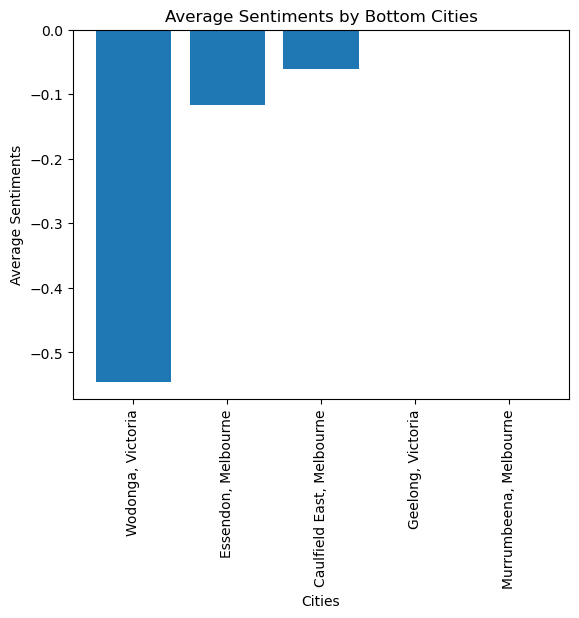 Average Sentiments by Bottom Cities
Average Sentiments
0.0
−0.1
−0.2
−0.3
−0.4
−0.5
Wodonga, Victoria
Essendon, Melbourne
Caulfield East, Melbourne
Geelong, Victoria
Murrumbeena, Melbourne
Cities